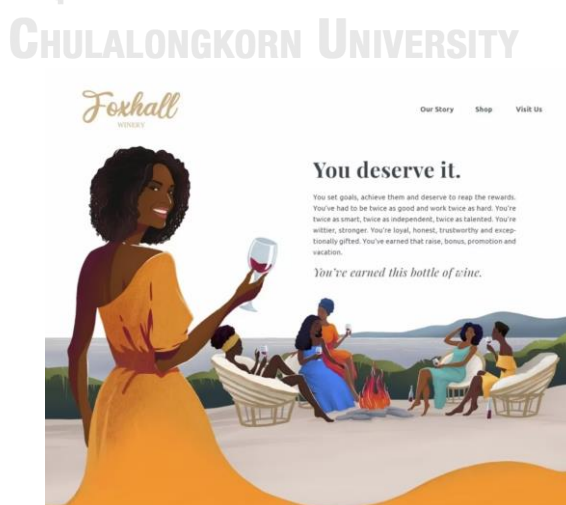 CHULALONGKORN UNIVERSITY
Foxhall
WINERY
Our Story Shop Visit Us
You deserve it.
You set goals, achieve them and deserve to reap the rewards.
You've had to be twice as good and work twice as hard. You're
twice as smart, twice as independent, twice as talented. You're
wittier, stronger. You're loyal, honest, trustworthy and excep-
tionally gifted. You've earned that raise, bonus, promotion and
vacation.
You've earned this bottle of wine.